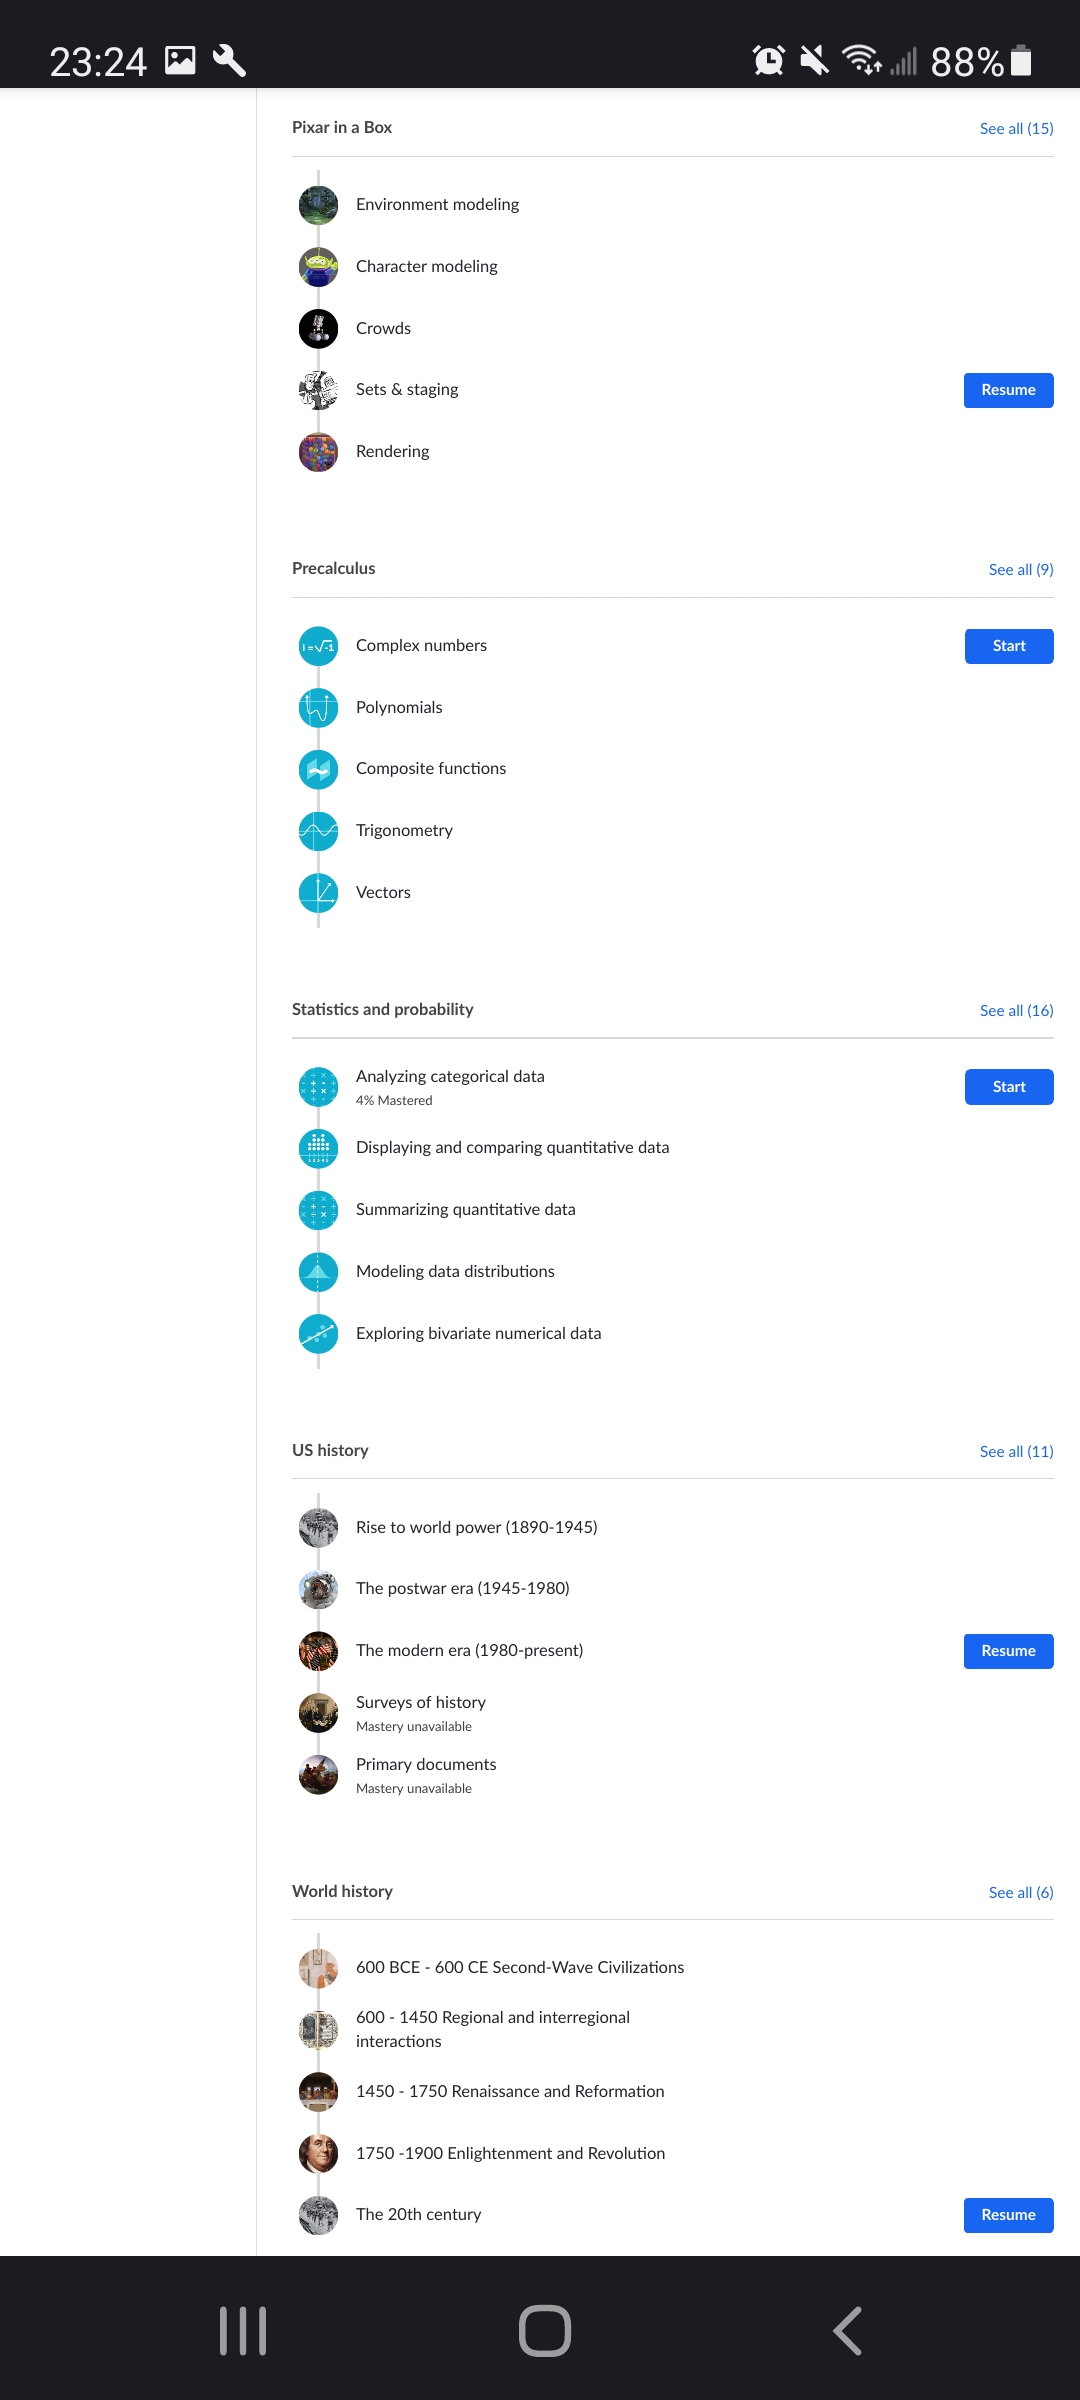 23:24
88%
Pixar in a Box
See all (15)
Environment modeling
Character modeling
Crowds
Sets & staging
Resume
Rendering
Precalculus
See all (9)
i = √-1
Complex numbers
Start
Polynomials
Composite functions
Trigonometry
Vectors
Statistics and probability
See all (16)
Analyzing categorical data
4% Mastered
Start
Displaying and comparing quantitative data
Summarizing quantitative data
Modeling data distributions
Exploring bivariate numerical data
US history
See all (11)
Rise to world power (1890-1945)
The postwar era (1945-1980)
The modern era (1980-present)
Resume
Surveys of history
Mastery unavailable
Primary documents
Mastery unavailable
World history
See all (6)
600 BCE - 600 CE Second-Wave Civilizations
600 - 1450 Regional and interregional
interactions
1450 - 1750 Renaissance and Reformation
1750 -1900 Enlightenment and Revolution
The 20th century
Resume